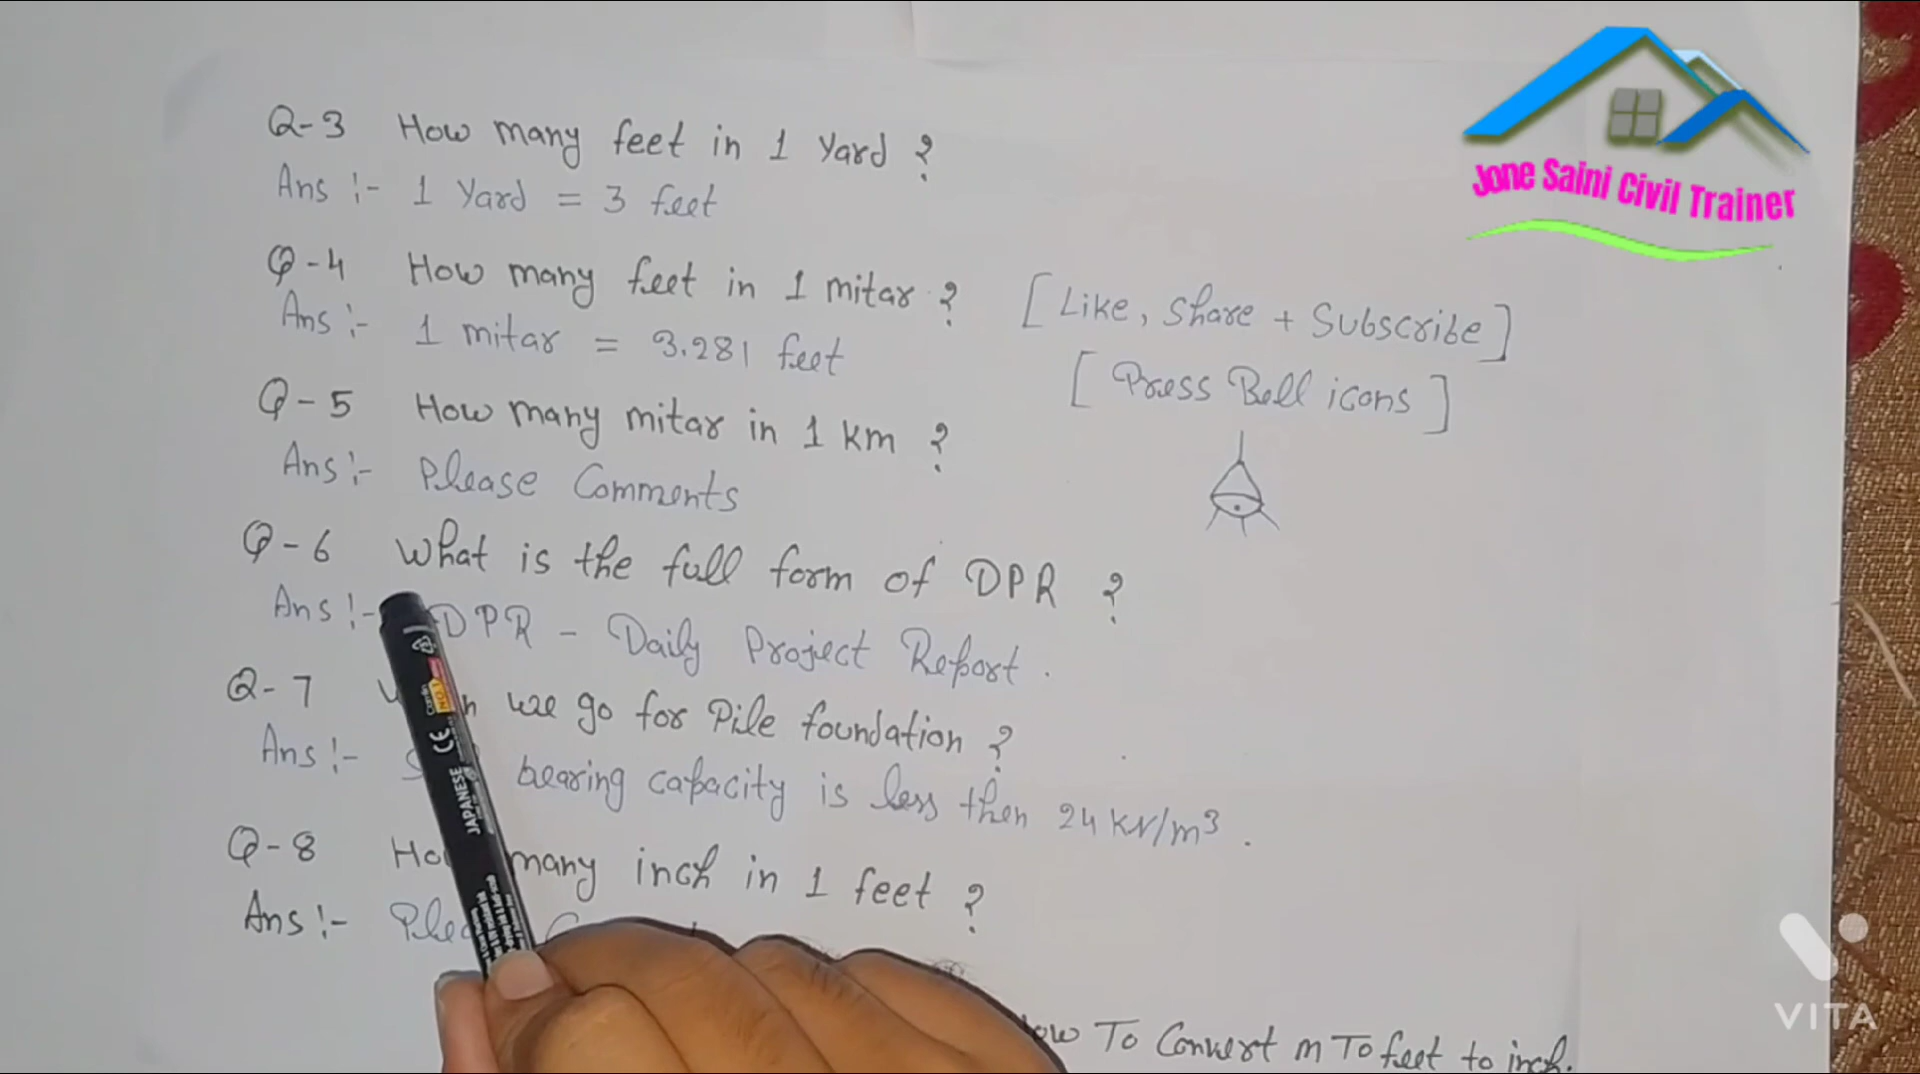 Q-3 How many feet in 1 Yard ?
Ans :- 1 Yard = 3 feet
Q-4 How many feet in 1 mitar ?
Ans :- 1 mitar = 3.281 feet
[Like, Share + Subscribe]
[Press Bell icons]
Q-5 How many mitar in 1 km ?
Ans :- Please Comments
Q-6 What is the full form of DPR ?
Ans :- DPR - Daily Project Report .
Q-7 we go for Pile foundation ?
Ans :- bearing capacity is less then 24 kN/m³ .
Q-8 many inch in 1 feet ?
Ans :-
To Convert m To feet to inch.
Jone Saini Civil Trainer
JAPANESE
CE
VITA